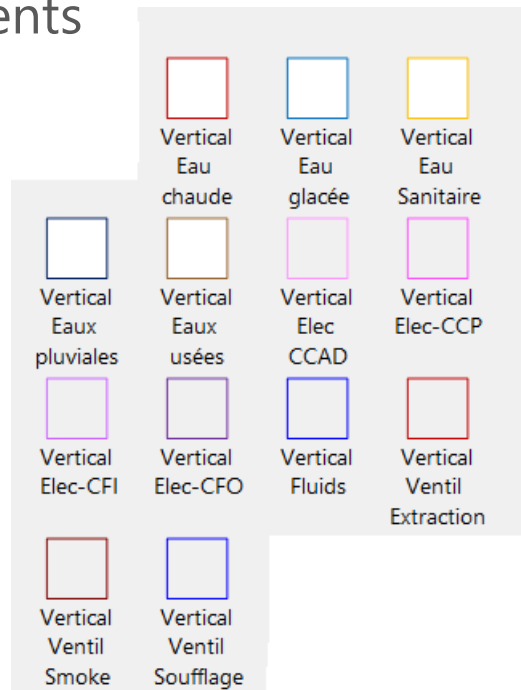 ents
Vertical
Eau
chaude
Vertical
Eau
glacée
Vertical
Eau
Sanitaire
Vertical
Eaux
pluviales
Vertical
Eaux
usées
Vertical
Elec
CCAD
Vertical
Elec-CCP
Vertical
Elec-CFI
Vertical
Elec-CFO
Vertical
Fluids
Vertical
Ventil
Extraction
Vertical
Ventil
Smoke
Vertical
Ventil
Soufflage